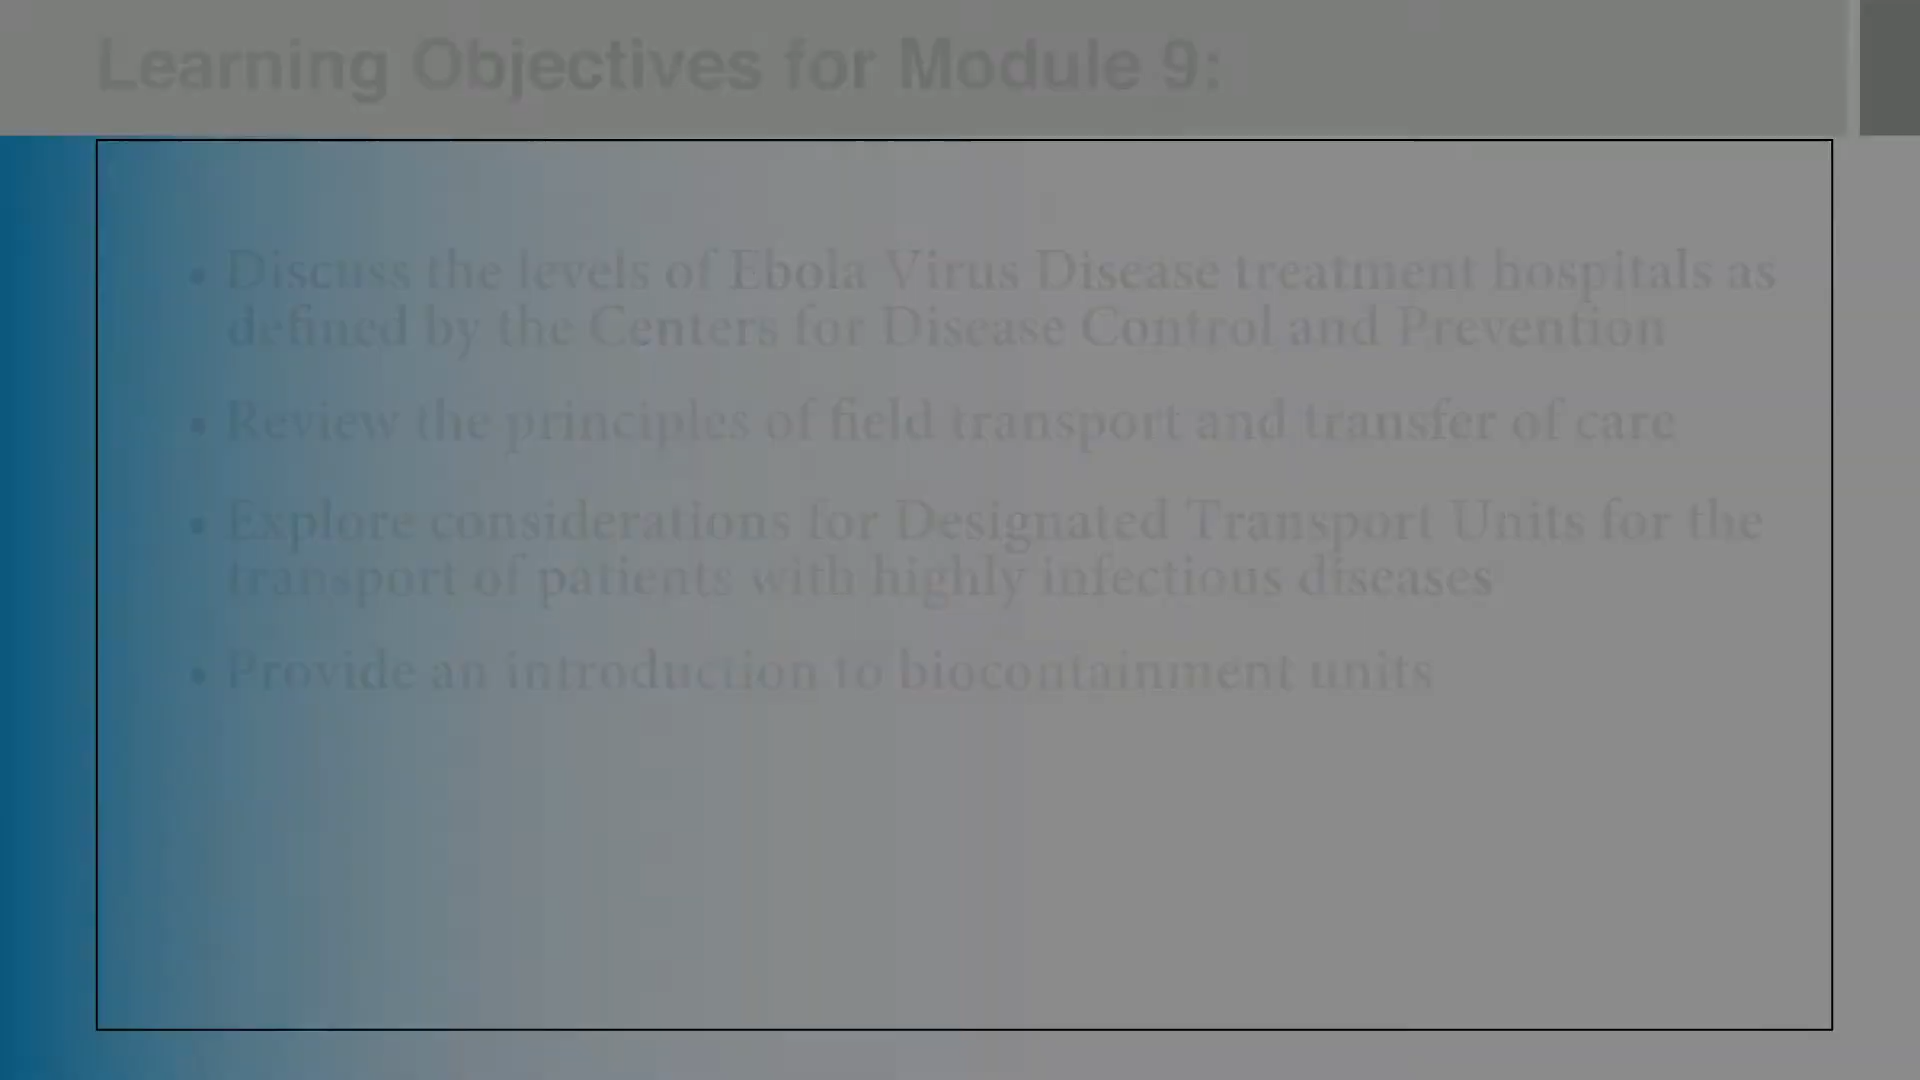 Learning Objectives for Module 9:
• Discuss the levels of Ebola Virus Disease treatment hospitals as
defined by the Centers for Disease Control and Prevention
• Review the principles of field transport and transfer of care
• Explore considerations for Designated Transport Units for the
transport of patients with highly infectious diseases
• Provide an introduction to biocontainment units